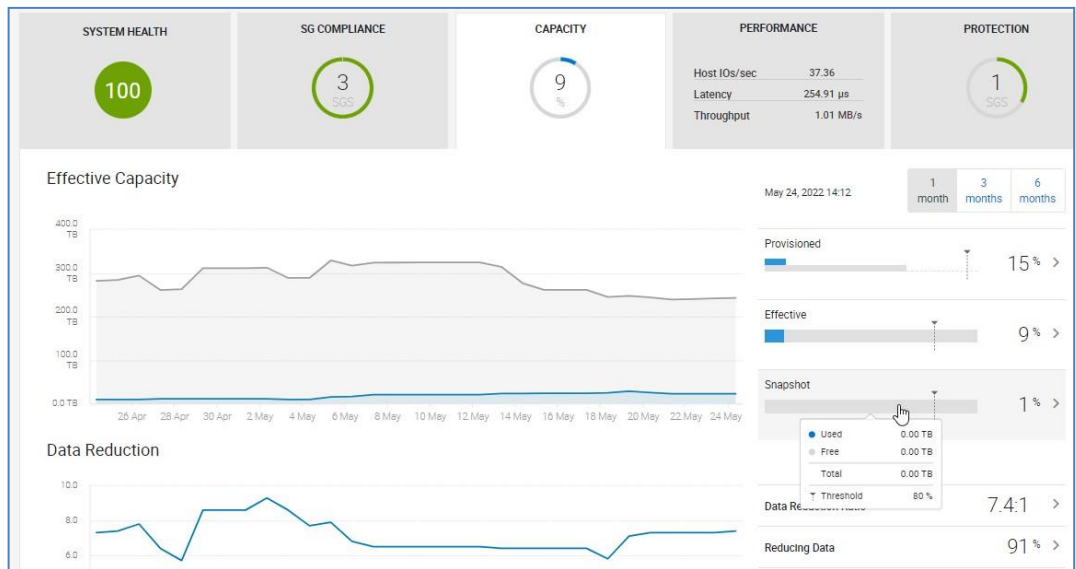 SYSTEM HEALTH
SG COMPLIANCE
CAPACITY
PERFORMANCE
PROTECTION
100
3
SGS
9
%
Host IOs/sec 37.36
Latency 254.91 µs
Throughput 1.01 MB/s
1
SGS
Effective Capacity
May 24, 2022 14:12
1 month
3 months
6 months
400.0 TB
300.0 TB
200.0 TB
100.0 TB
0.0 TB
26 Apr 28 Apr 30 Apr 2 May 4 May 6 May 8 May 10 May 12 May 14 May 16 May 18 May 20 May 22 May 24 May
Provisioned
15 %
Effective
9 %
Snapshot
1 %
Used 0.00 TB
Free 0.00 TB
Total 0.00 TB
Threshold 80 %
Data Reduction
10.0
8.0
6.0
Data Reduction Ratio 7.4:1
Reducing Data 91 %